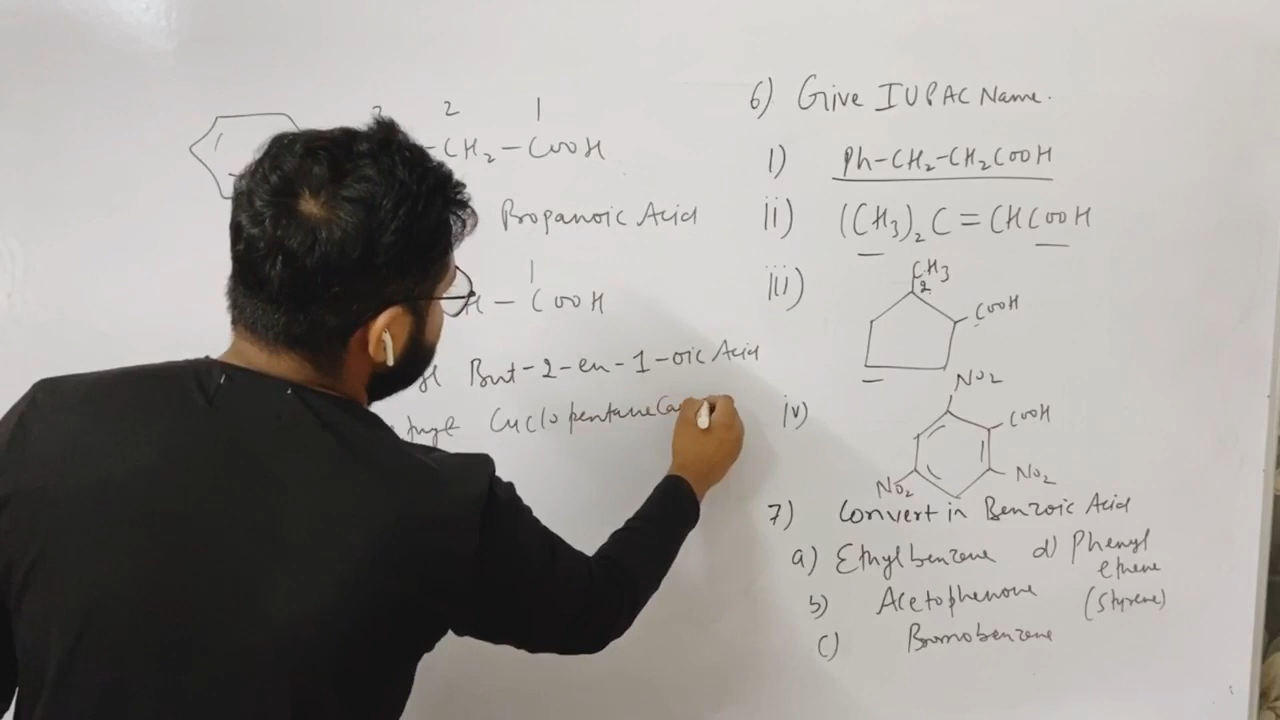 2 1
-CH2-COOH
Propanoic Acid
1
- COOH
But-2-en-1-oic Acid
Cyclopentane
6) Give IUPAC Name.
i) Ph-CH2-CH2COOH
ii) (CH3)2 C = CHCOOH
iii) CH3
2
COOH
NO2
iv) COOH
NO2
NO2
7) Convert in Benzoic Acid
a) Ethylbenzene d) Phenyl
ethene
b) Acetophenone (Styrene)
c) Bromobenzene